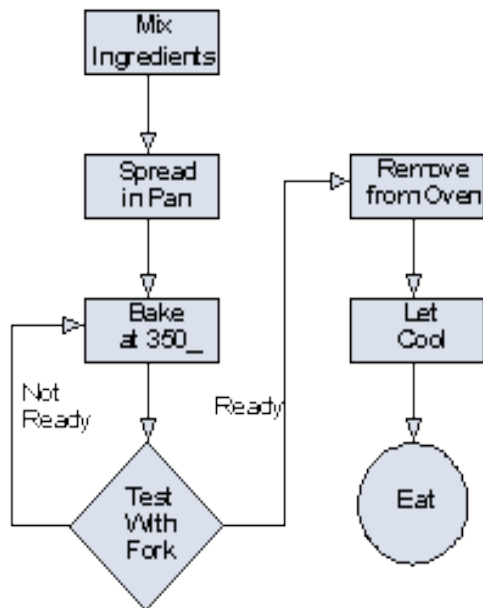 Mix
Ingredients
Spread
in Pan
Bake
at 350_
Not
Ready
Test
With
Fork
Ready
Remove
from Oven
Let
Cool
Eat